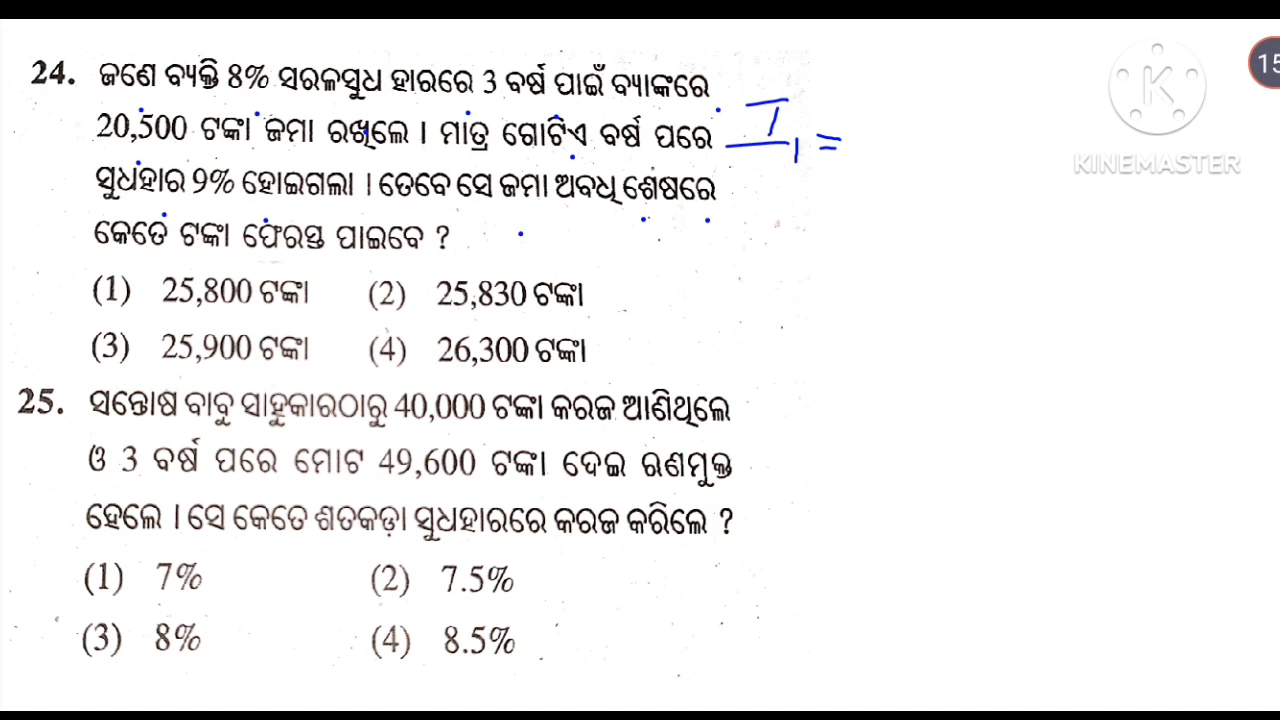 24. ଜଣେ ବ୍ୟକ୍ତି 8% ସରଳସୁଧ ହାରରେ 3 ବର୍ଷ ପାଇଁ ବ୍ୟାଙ୍କରେ
20,500 ଟଙ୍କା ଜମା ରଖିଲେ । ମାତ୍ର ଗୋଟିଏ ବର୍ଷ ପରେ
I₁ =
ସୁଧହାର 9% ହୋଇଗଲା । ତେବେ ସେ ଜମା ଅବଧି ଶେଷରେ
କେତେ ଟଙ୍କା ଫେରସ୍ତ ପାଇବେ ?
(1) 25,800 ଟଙ୍କା (2) 25,830 ଟଙ୍କା
(3) 25,900 ଟଙ୍କା (4) 26,300 ଟଙ୍କା
25. ସନ୍ତୋଷ ବାବୁ ସାହୁକାରଠାରୁ 40,000 ଟଙ୍କା କରଜ ଆଣିଥିଲେ
ଓ 3 ବର୍ଷ ପରେ ମୋଟ 49,600 ଟଙ୍କା ଦେଇ ଋଣମୁକ୍ତ
ହେଲେ । ସେ କେତେ ଶତକଡ଼ା ସୁଧହାରରେ କରଜ କରିଲେ ?
(1) 7% (2) 7.5%
(3) 8% (4) 8.5%
K
KINEMASTER
15